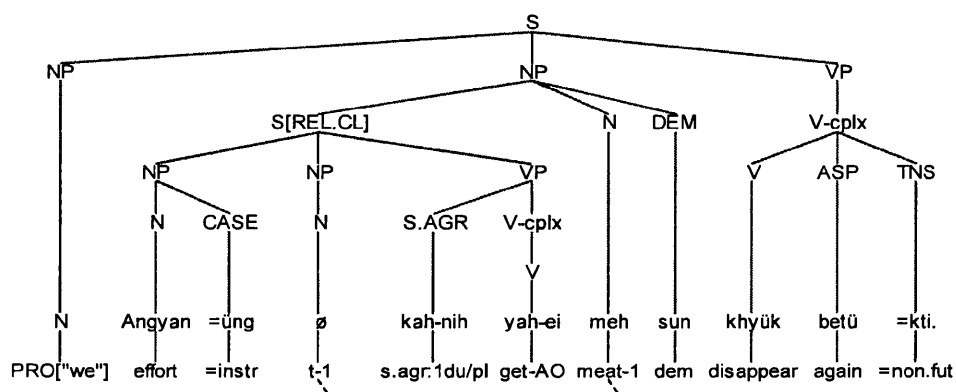 S
NP NP VP
S[REL.CL] N DEM V-cplx
NP NP VP V ASP TNS
N CASE N S.AGR V-cplx
V
N Angyan =üng ø kah-nih yah-ei meh sun khyük betü =kti.
PRO["we"] effort =instr t-1 s.agr:1du/pl get-AO meat-1 dem disappear again =non.fut